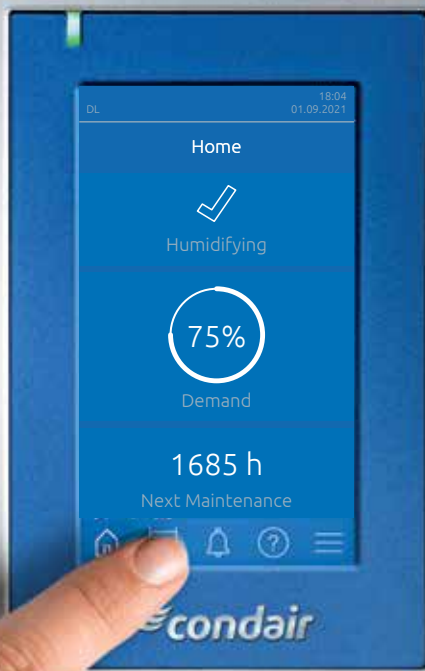 18:04
DL 01.09.2021
Home
Humidifying
75%
Demand
1685 h
Next Maintenance
?
condair